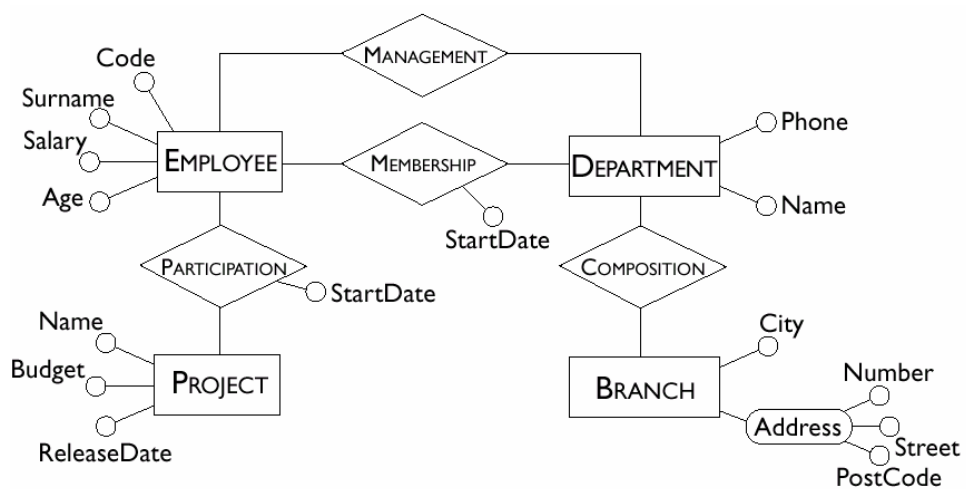 MANAGEMENT
Code
Surname
Salary
Age
EMPLOYEE
MEMBERSHIP
StartDate
DEPARTMENT
Phone
Name
PARTICIPATION
StartDate
COMPOSITION
Name
Budget
ReleaseDate
PROJECT
BRANCH
City
Address
Number
Street
PostCode